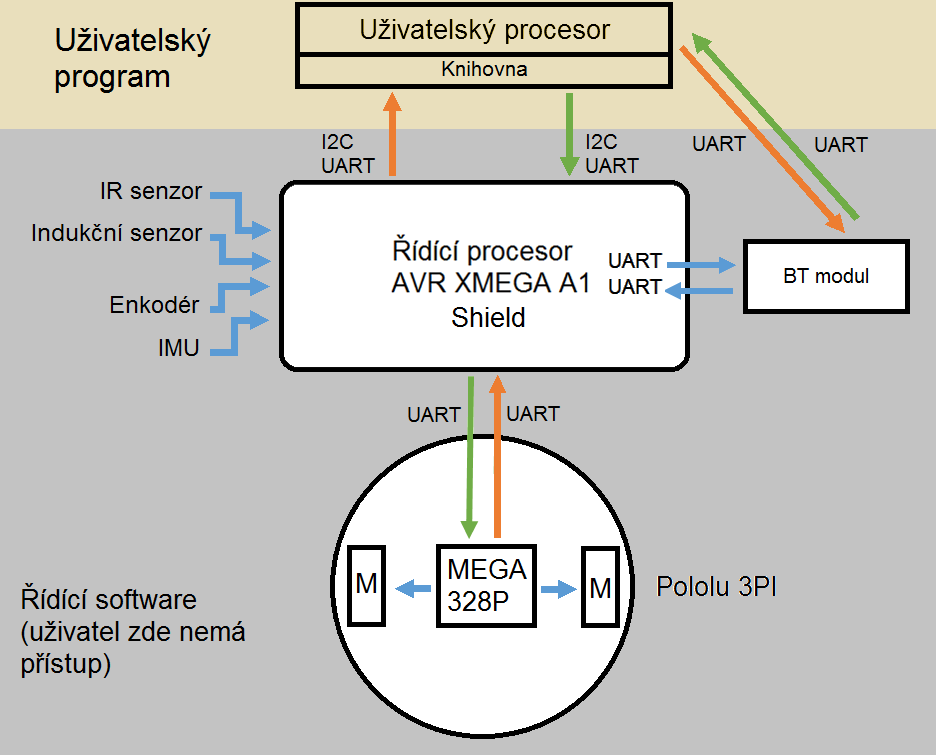 Uživatelský
program
Uživatelský procesor
Knihovna
I2C
UART
I2C
UART
UART
UART
IR senzor
Indukční senzor
Enkodér
IMU
Řídící procesor
AVR XMEGA A1
Shield
UART
UART
BT modul
UART
UART
M
MEGA
328P
M
Pololu 3PI
Řídící software
(uživatel zde nemá
přístup)